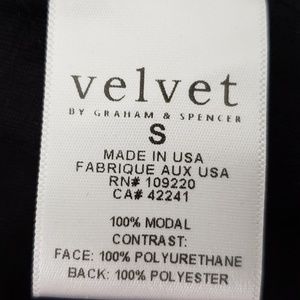 velvet
BY GRAHAM & SPENCER
S
MADE IN USA
FABRIQUE AUX USA
RN# 109220
CA# 42241
100% MODAL
CONTRAST:
FACE: 100% POLYURETHANE
BACK: 100% POLYESTER